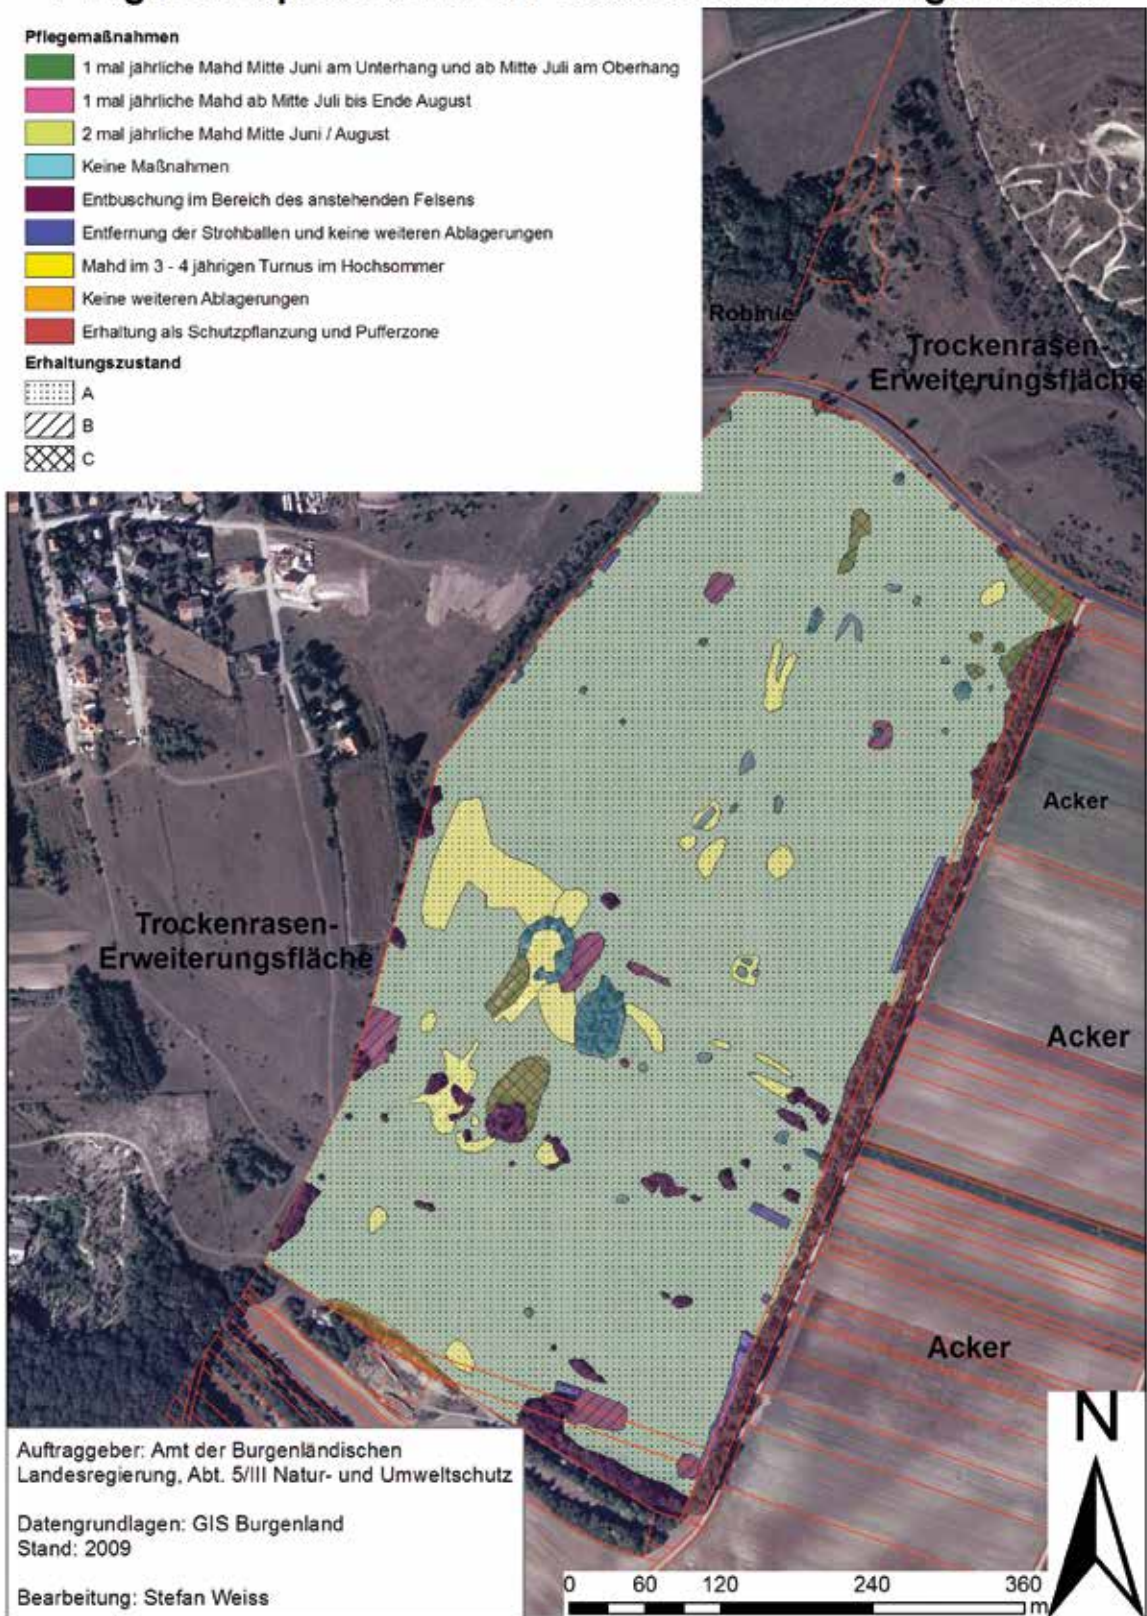 Pflegemaßnahmen
1 mal jährliche Mahd Mitte Juni am Unterhang und ab Mitte Juli am Oberhang
1 mal jährliche Mahd ab Mitte Juli bis Ende August
2 mal jährliche Mahd Mitte Juni / August
Keine Maßnahmen
Entbuschung im Bereich des anstehenden Felsens
Entfernung der Strohballen und keine weiteren Ablagerungen
Mahd im 3 - 4 jährigen Turnus im Hochsommer
Keine weiteren Ablagerungen
Erhaltung als Schutzpflanzung und Pufferzone
Erhaltungszustand
A
B
C
Robinie
Trockenrasen-
Erweiterungsfläche
Acker
Trockenrasen-
Erweiterungsfläche
Acker
Acker
N
Auftraggeber: Amt der Burgenländischen
Landesregierung, Abt. 5/III Natur- und Umweltschutz
Datengrundlagen: GIS Burgenland
Stand: 2009
Bearbeitung: Stefan Weiss
0 60 120 240 360
m